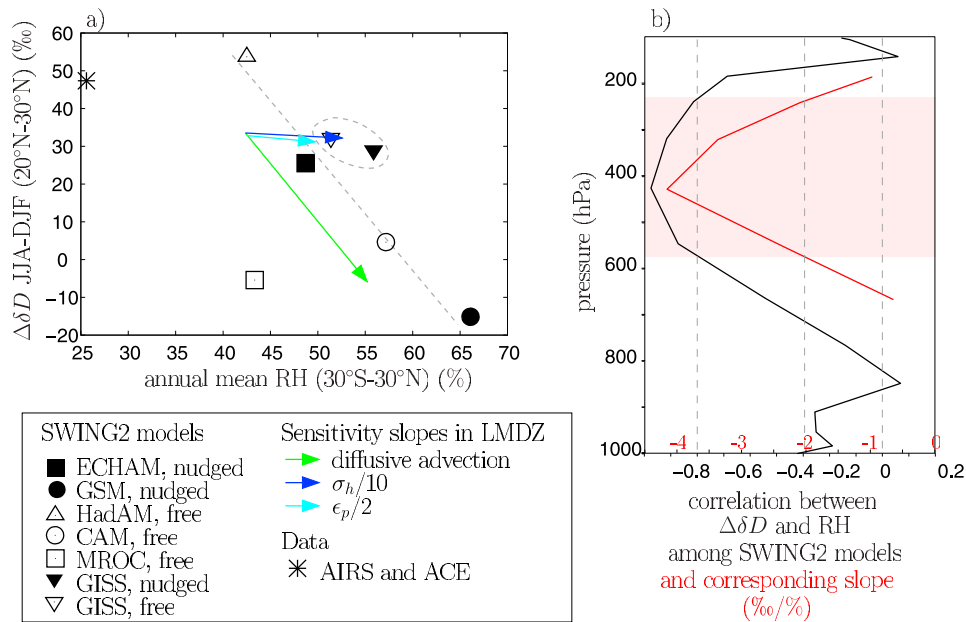 a)
ΔδD JJA-DJF (20°N-30°N) (‰)
60
50
40
30
20
10
0
-10
-20
25 30 35 40 45 50 55 60 65 70
annual mean RH (30°S-30°N) (%)
SWING2 models
ECHAM, nudged
GSM, nudged
HadAM, free
CAM, free
MROC, free
GISS, nudged
GISS, free
Sensitivity slopes in LMDZ
diffusive advection
σh/10
ϵp/2
Data
AIRS and ACE
b)
pressure (hPa)
200
400
600
800
1000
-4 -3 -2 -1 0
-0.8 -0.6 -0.4 -0.2 0 0.2
correlation between
ΔδD and RH
among SWING2 models
and corresponding slope
(‰/%)